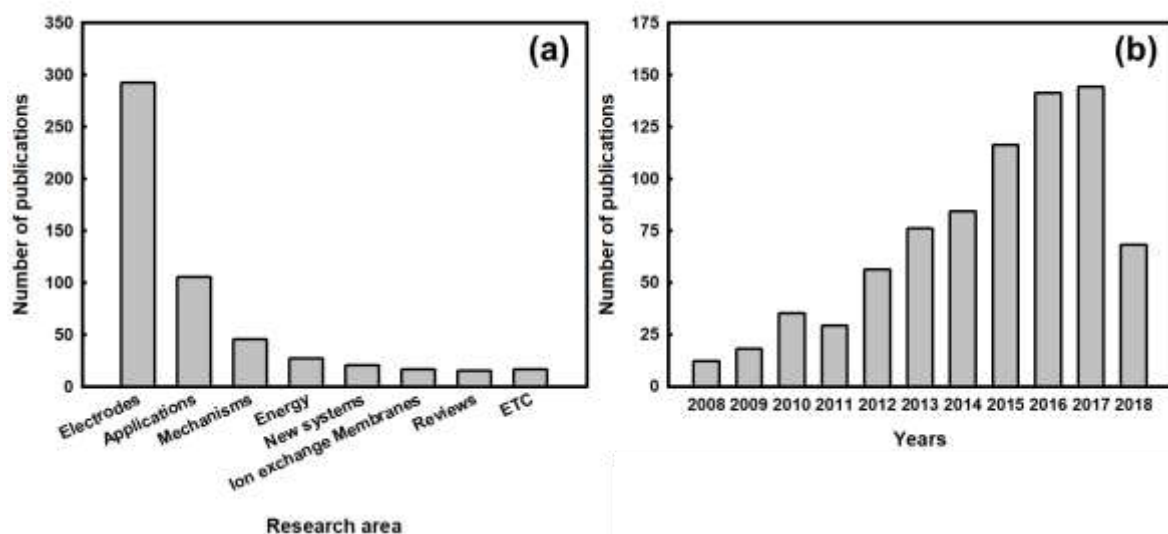 (a)
Number of publications
350
300
250
200
150
100
50
0
Electrodes
Applications
Mechanisms
Energy
New systems
Ion exchange Membranes
Reviews
ETC
Research area
(b)
Number of publications
175
150
125
100
75
50
25
0
2008 2009 2010 2011 2012 2013 2014 2015 2016 2017 2018
Years